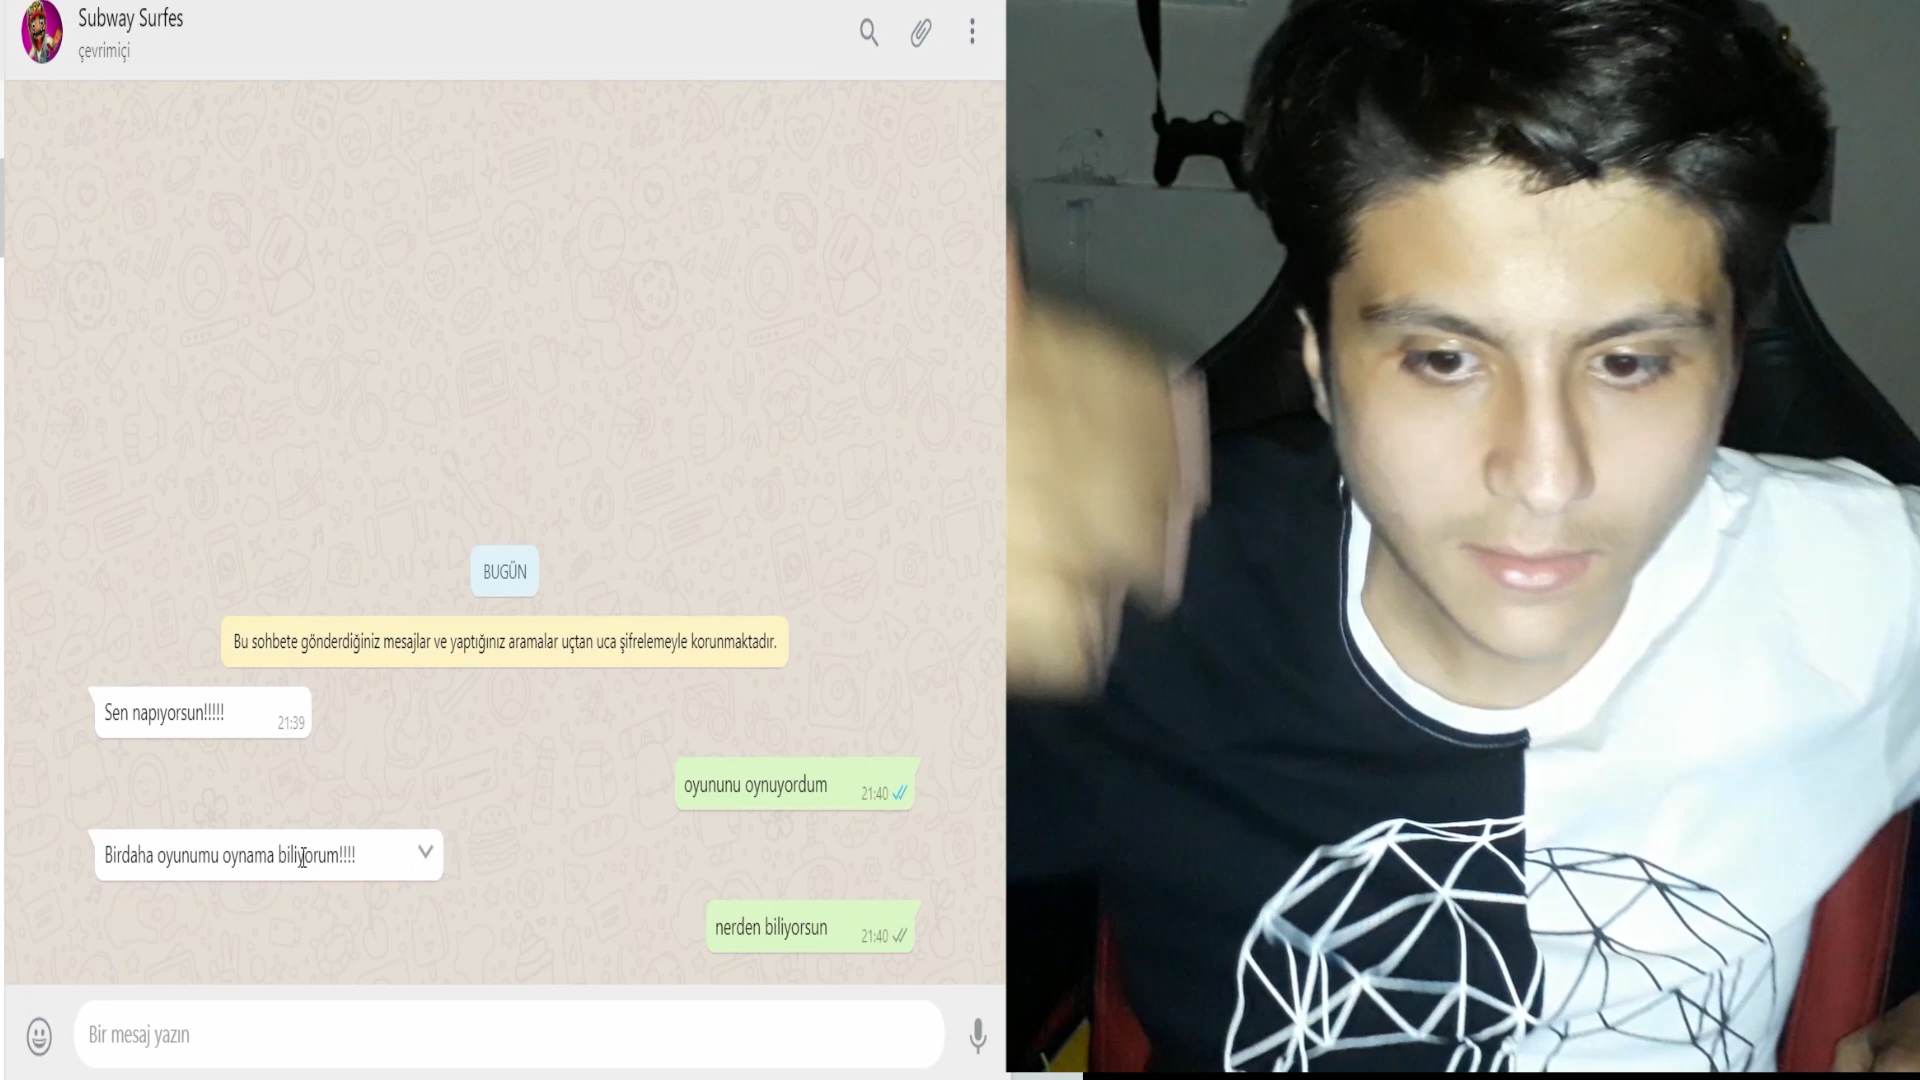 Subway Surfes
çevrimiçi
BUGÜN
Bu sohbete gönderdiğiniz mesajlar ve yaptığınız aramalar uçtan uca şifrelemeyle korunmaktadır.
Sen napıyorsun!!!!!
21:39
oyununu oynuyordum
21:40
Birdaha oyunumu oynama biliyorum!!!!
nerden biliyorsun
21:40
Bir mesaj yazın